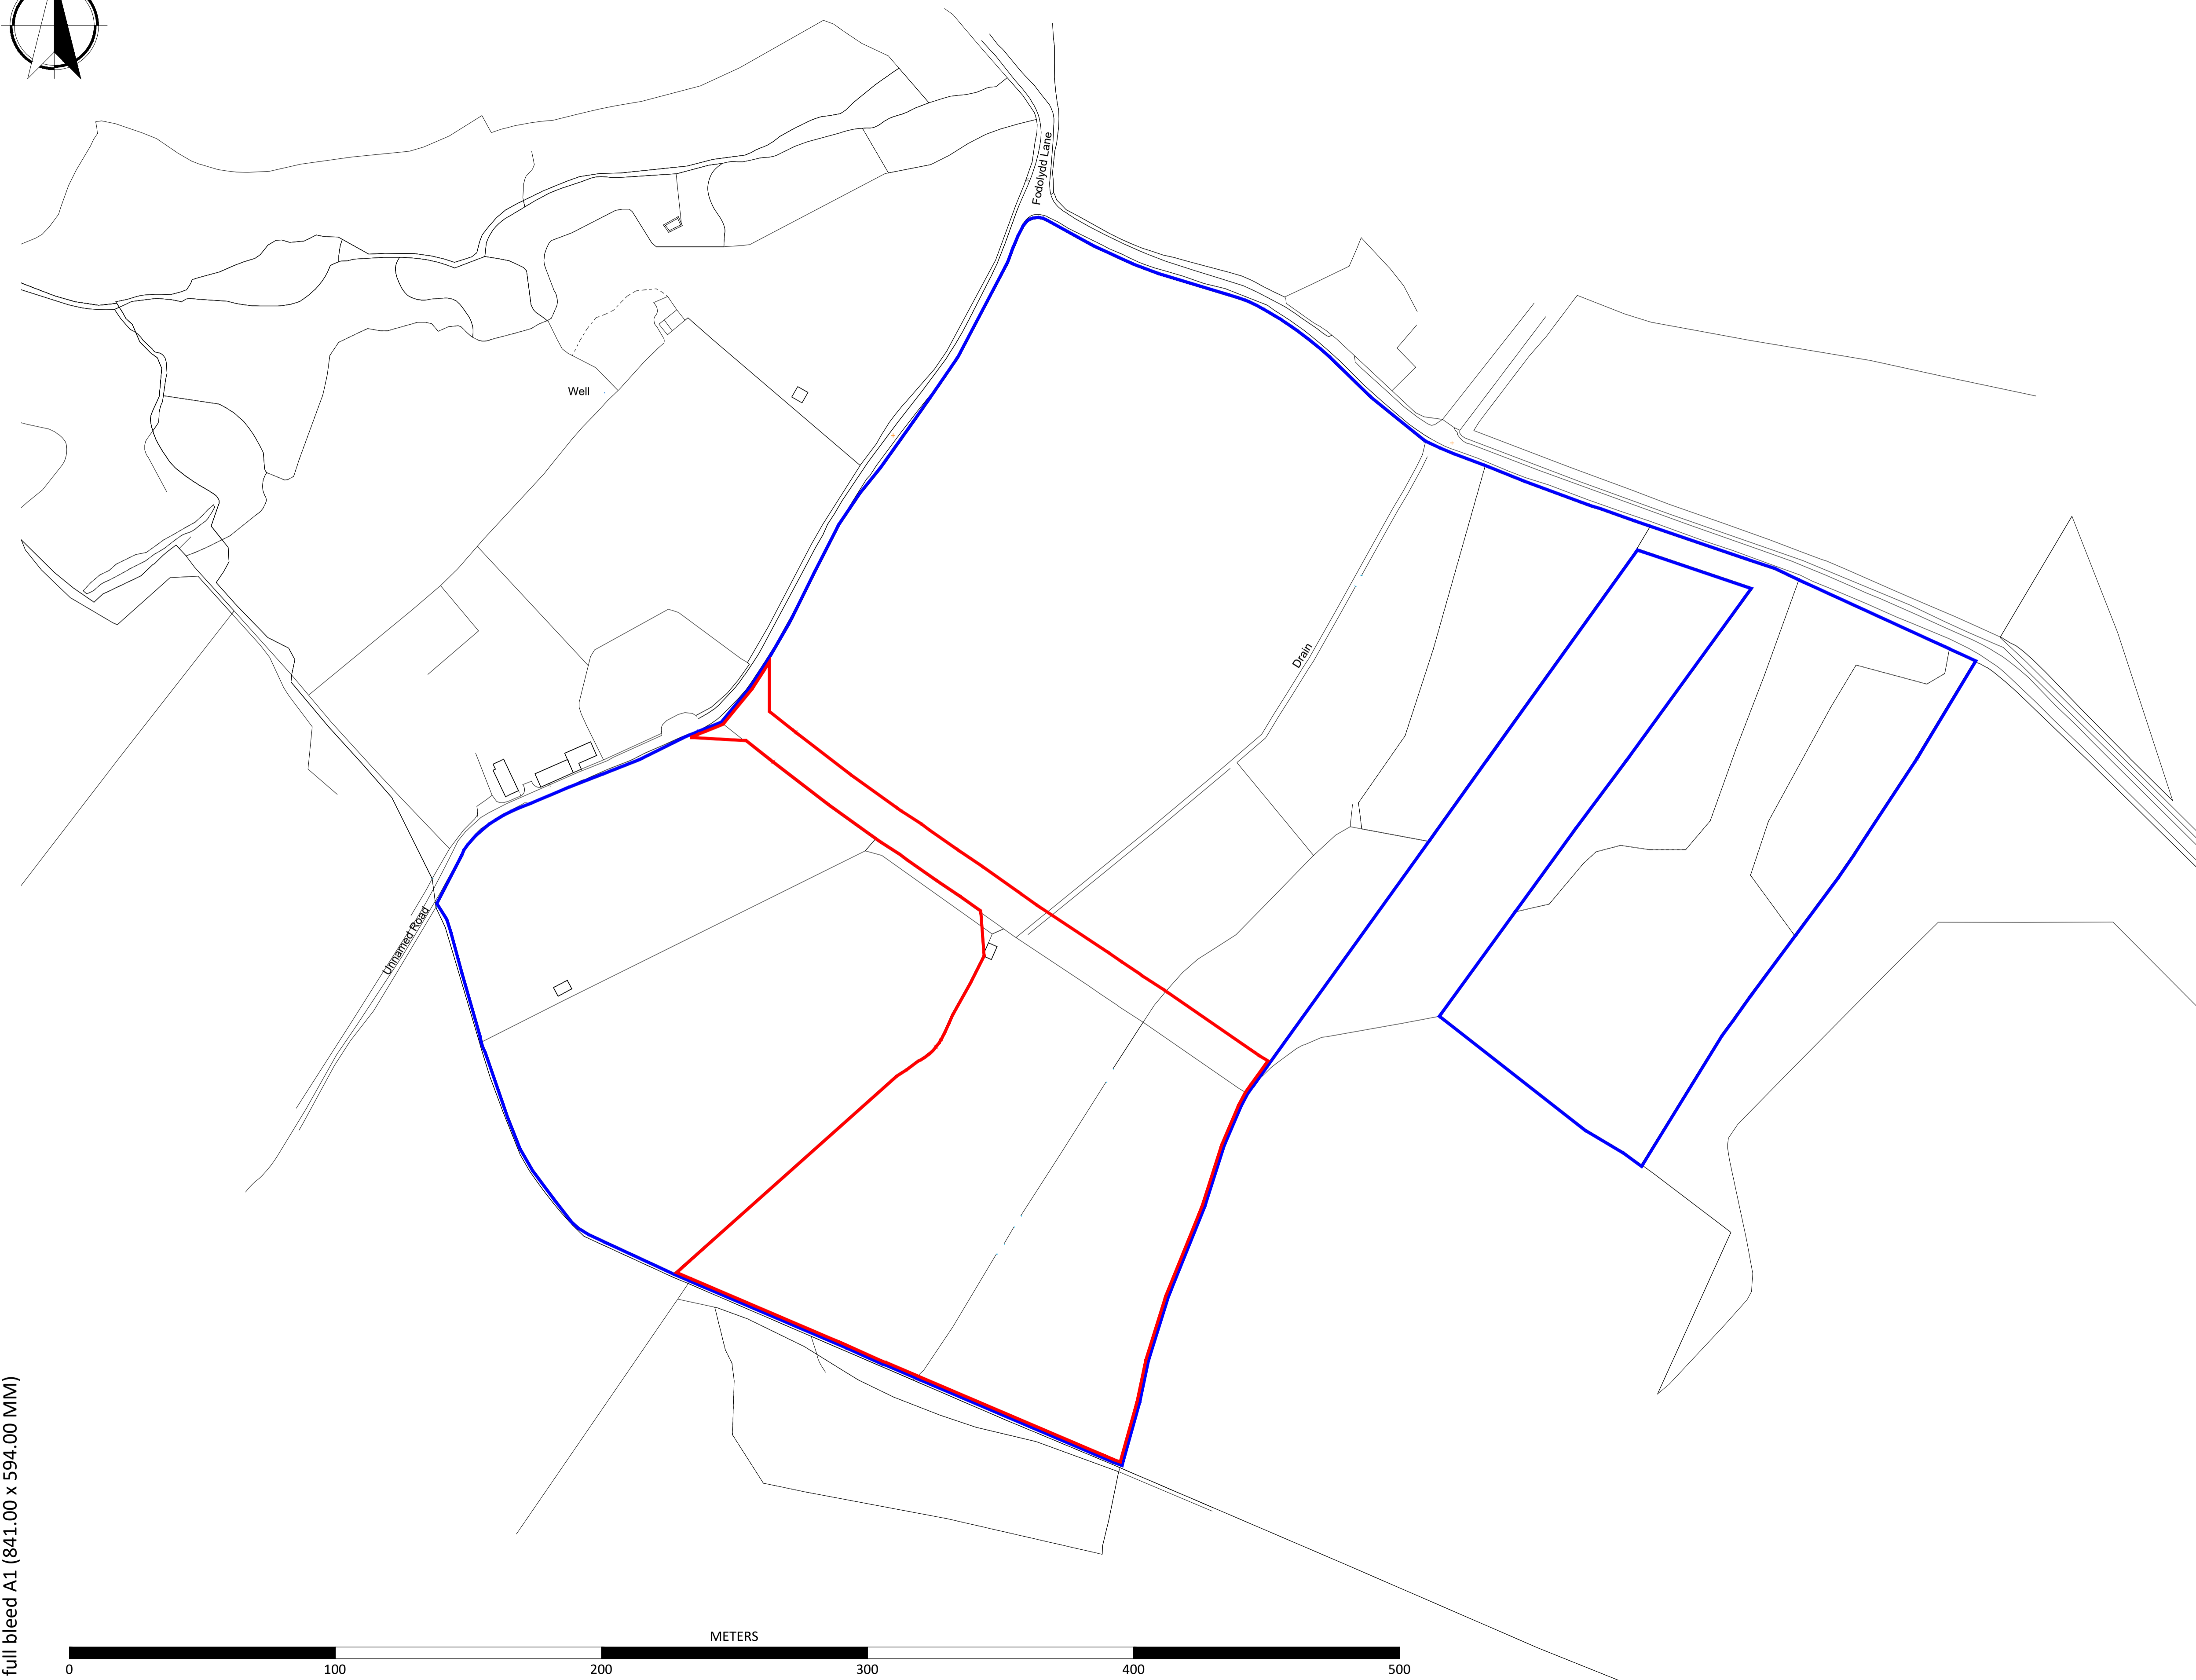 Fodolydd Lane
Well
Drain
Unnamed Road
full bleed A1 (841.00 x 594.00 MM)
METERS
0 100 200 300 400 500